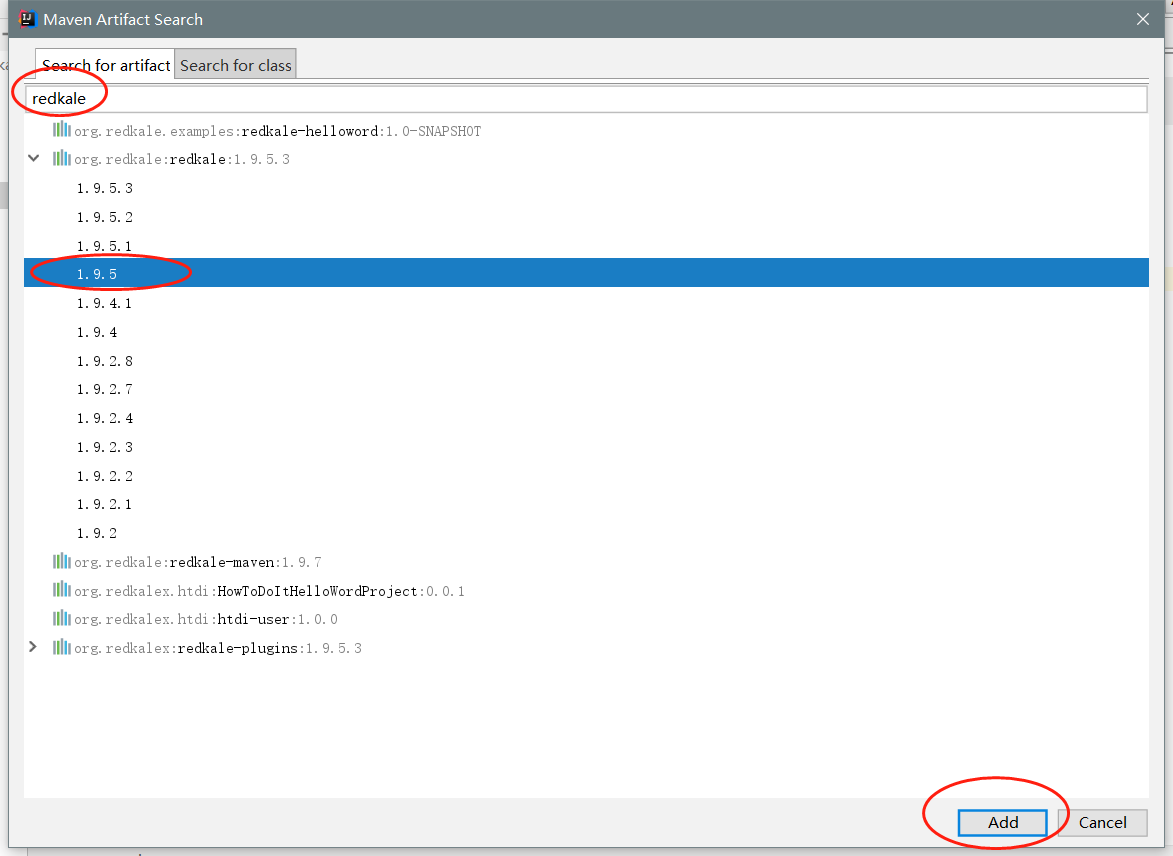 Maven Artifact Search
Search for artifact Search for class
redkale
org.redkale.examples:redkale-helloword:1.0-SNAPSHOT
org.redkale:redkale:1.9.5.3
1.9.5.3
1.9.5.2
1.9.5.1
1.9.5
1.9.4.1
1.9.4
1.9.2.8
1.9.2.7
1.9.2.4
1.9.2.3
1.9.2.2
1.9.2.1
1.9.2
org.redkale:redkale-maven:1.9.7
org.redkalex.htdi:HowToDoItHelloWordProject:0.0.1
org.redkalex.htdi:htdi-user:1.0.0
org.redkalex:redkale-plugins:1.9.5.3
Add Cancel